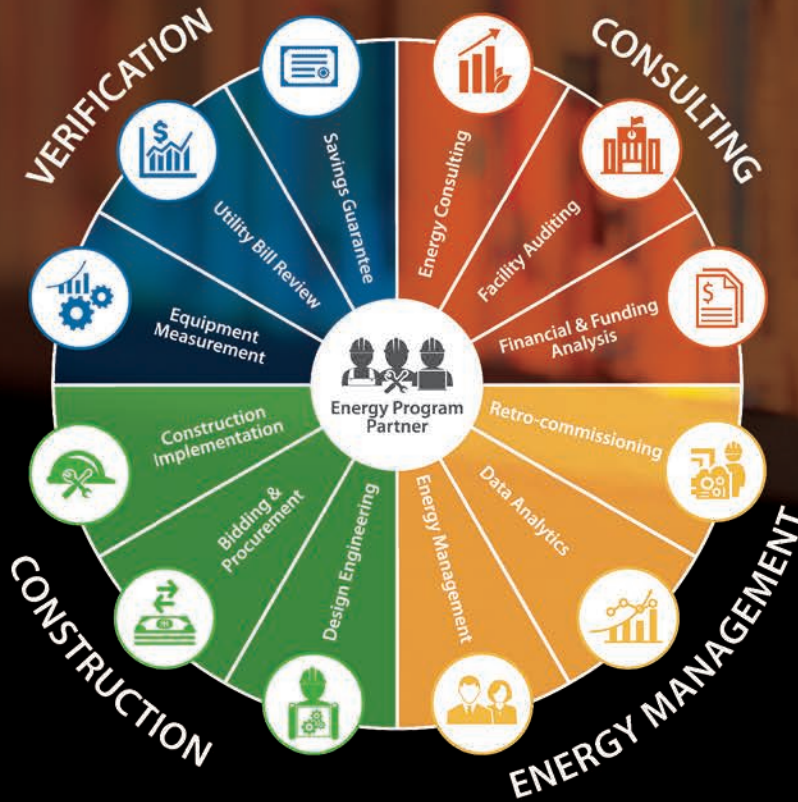 VERIFICATION
CONSULTING
Savings Guarantee
Utility Bill Review
Equipment
Measurement
Energy Consulting
Facility Auditing
Financial & Funding
Analysis
Energy Program
Partner
Construction
Implementation
Bidding &
Procurement
Design Engineering
Retro-commissioning
Data Analytics
Energy Management
CONSTRUCTION
ENERGY MANAGEMENT